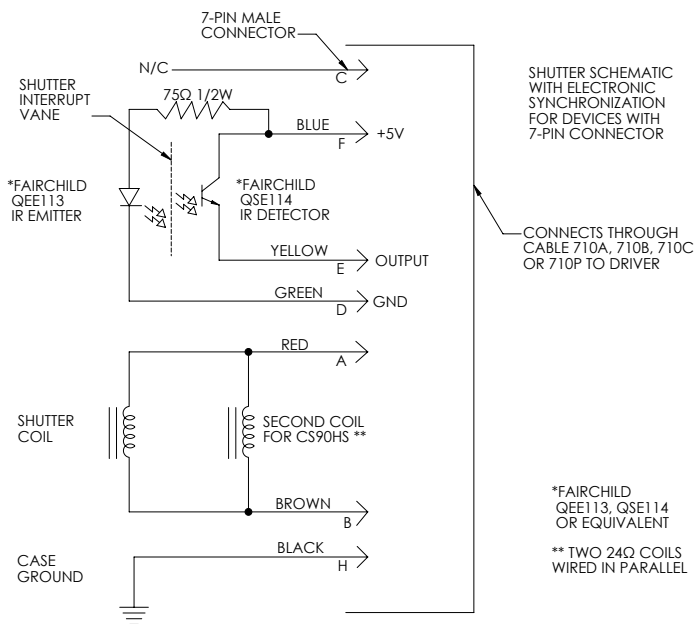 7-PIN MALE
CONNECTOR
N/C
C
SHUTTER SCHEMATIC
WITH ELECTRONIC
SYNCHRONIZATION
FOR DEVICES WITH
7-PIN CONNECTOR
SHUTTER
INTERRUPT
VANE
75Ω 1/2W
BLUE
F
+5V
*FAIRCHILD
QEE113
IR EMITTER
*FAIRCHILD
QSE114
IR DETECTOR
CONNECTS THROUGH
CABLE 710A, 710B, 710C
OR 710P TO DRIVER
YELLOW
E
OUTPUT
GREEN
D
GND
RED
A
SHUTTER
COIL
SECOND COIL
FOR CS90HS **
BROWN
B
*FAIRCHILD
QEE113, QSE114
OR EQUIVALENT
** TWO 24Ω COILS
WIRED IN PARALLEL
BLACK
H
CASE
GROUND